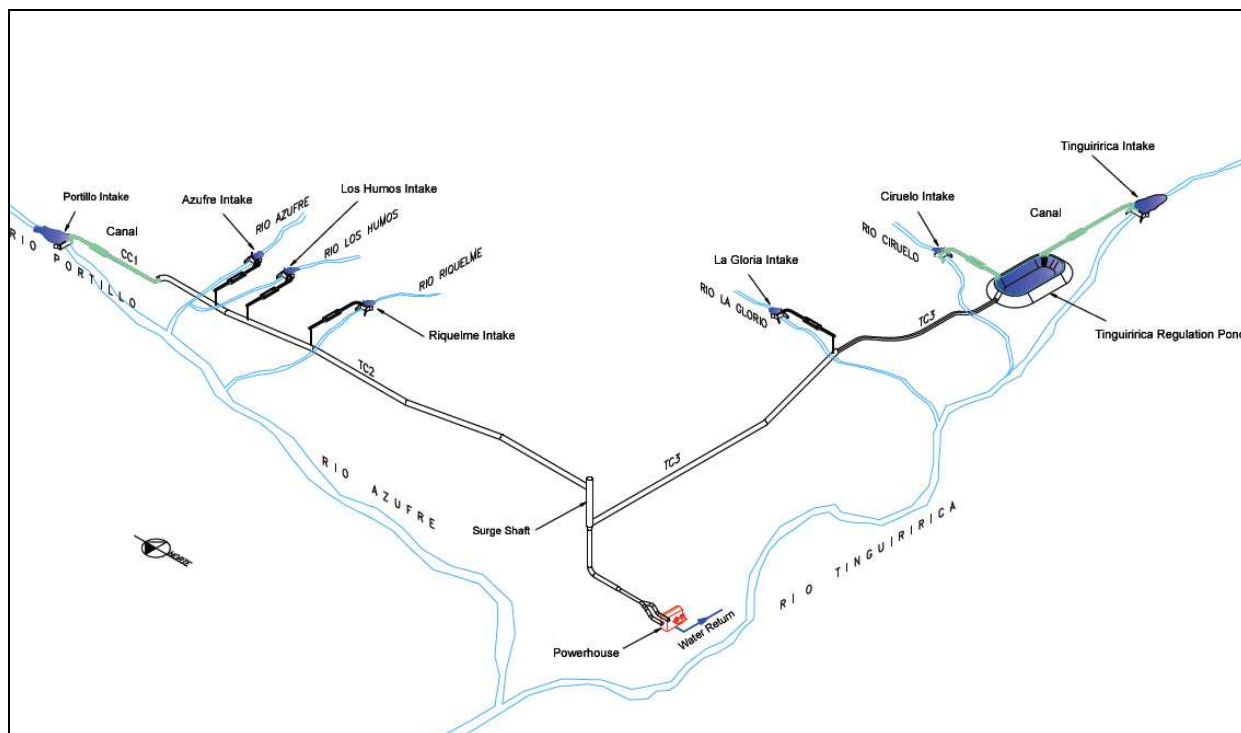 Tinguiririca Intake
Portillo Intake
Azufre Intake
Los Humos Intake
Ciruelo Intake
Canal
Canal
RIO AZUFRE
RIO LOS HUMOS
RIO PORTILLO
CC1
RIO CIRUELO
RIO RIQUELME
La Gloria Intake
RIO LA GLORIO
Riquelme Intake
TC3
Tinguiririca Regulation Pond
TC2
TC3
RIO AZUFRE
Surge Shaft
RIO TINGUIRIRICA
NORTE
Water Return
Powerhouse